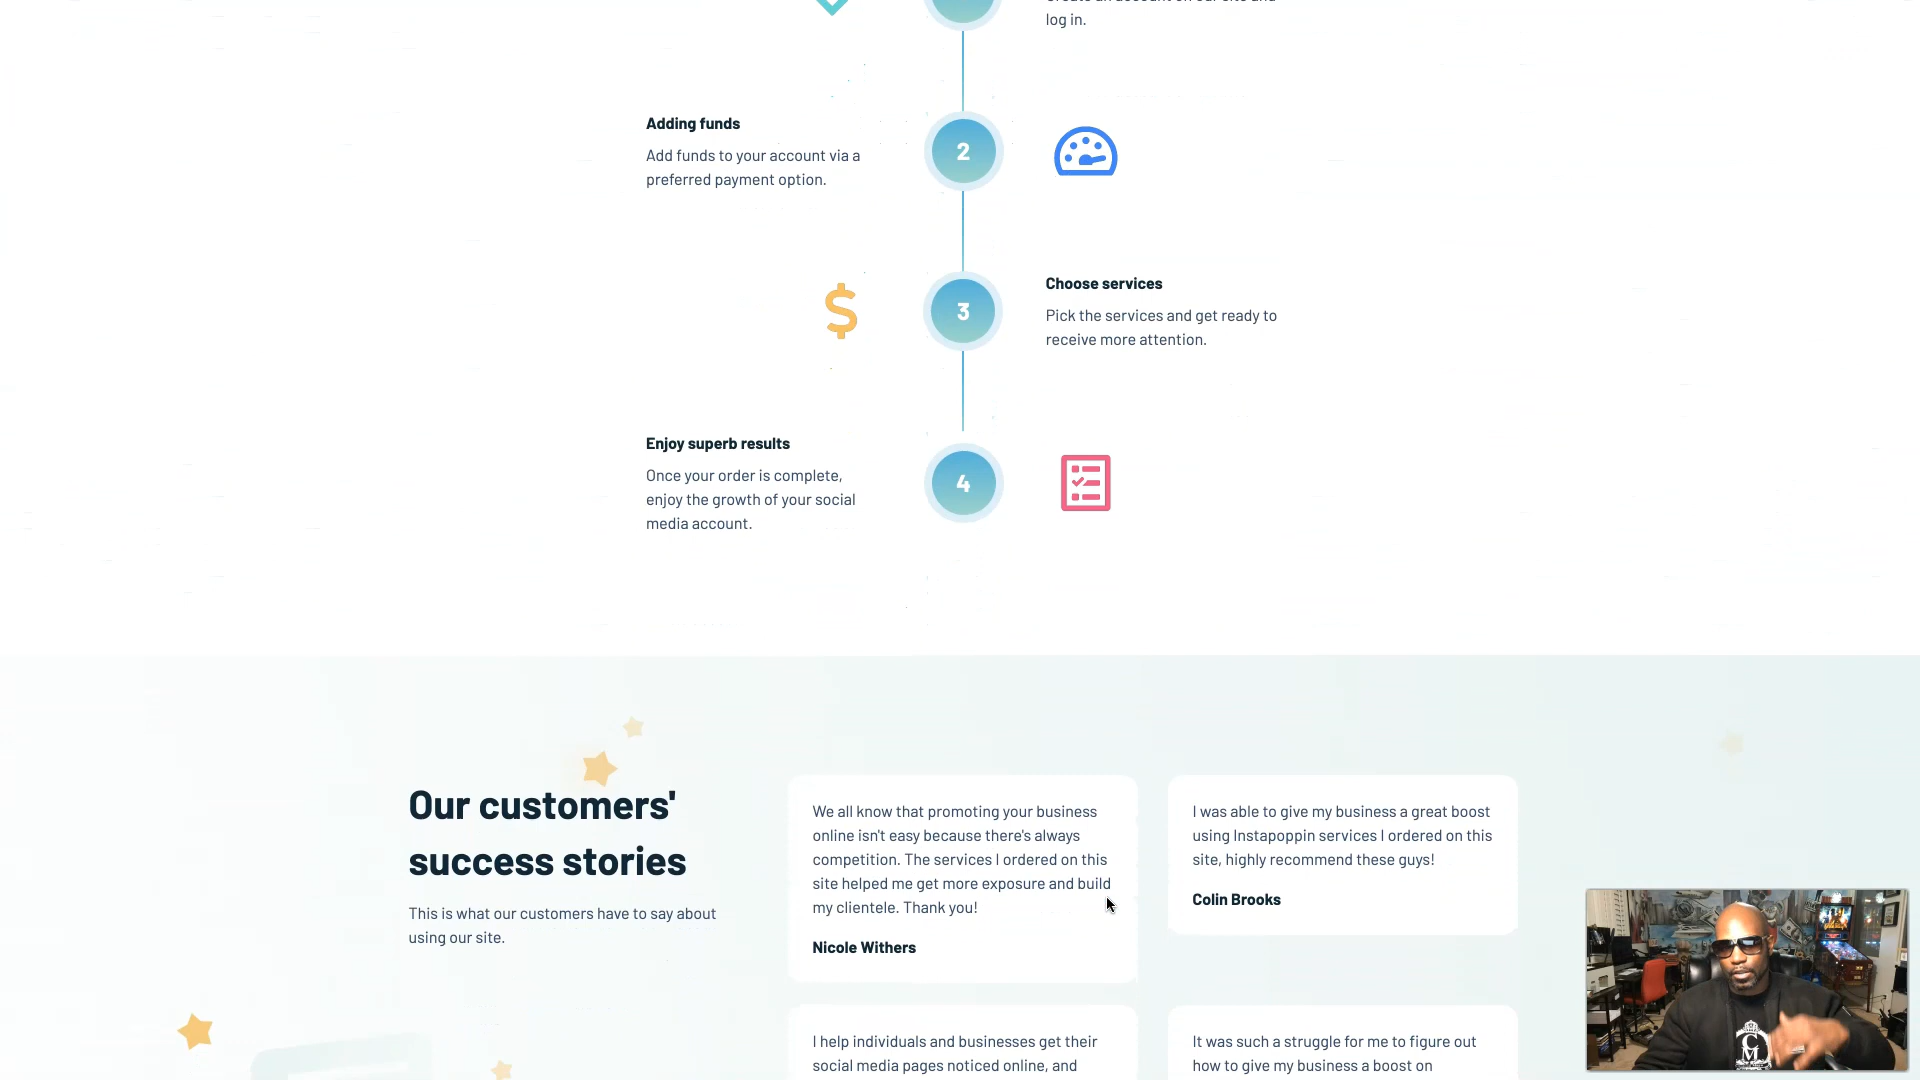 log in.
Adding funds
Add funds to your account via a
preferred payment option.
2
3
Choose services
Pick the services and get ready to
receive more attention.
Enjoy superb results
Once your order is complete,
enjoy the growth of your social
media account.
4
Our customers'
success stories
This is what our customers have to say about
using our site.
We all know that promoting your business
online isn't easy because there's always
competition. The services I ordered on this
site helped me get more exposure and build
my clientele. Thank you!
Nicole Withers
I was able to give my business a great boost
using Instapoppin services I ordered on this
site, highly recommend these guys!
Colin Brooks
I help individuals and businesses get their
social media pages noticed online, and
It was such a struggle for me to figure out
how to give my business a boost on
C
M